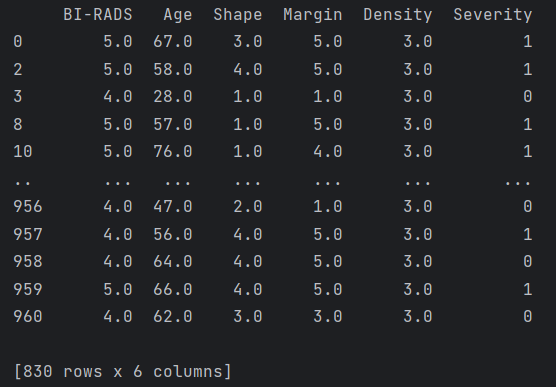 BI-RADS Age Shape Margin Density Severity
0 5.0 67.0 3.0 5.0 3.0 1
2 5.0 58.0 4.0 5.0 3.0 1
3 4.0 28.0 1.0 1.0 3.0 0
8 5.0 57.0 1.0 5.0 3.0 1
10 5.0 76.0 1.0 4.0 3.0 1
.. ... ... ... ... ... ...
956 4.0 47.0 2.0 1.0 3.0 0
957 4.0 56.0 4.0 5.0 3.0 1
958 4.0 64.0 4.0 5.0 3.0 0
959 5.0 66.0 4.0 5.0 3.0 1
960 4.0 62.0 3.0 3.0 3.0 0
[830 rows x 6 columns]